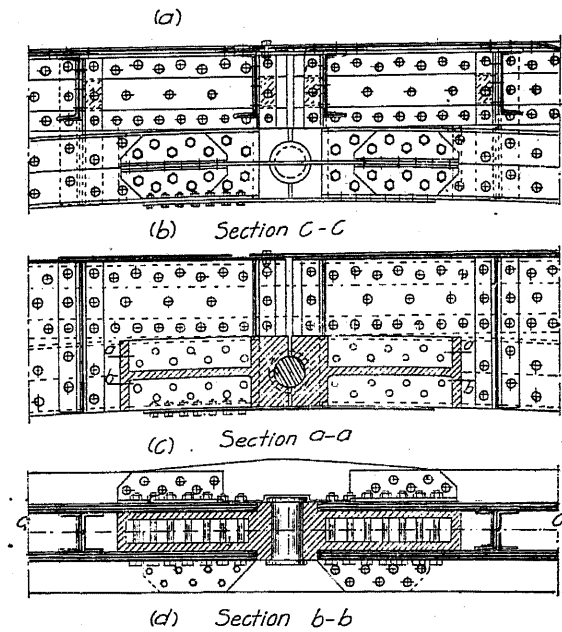 (a)
(b) Section C-C
a
b
a
b
(c) Section a-a
(d) Section b-b